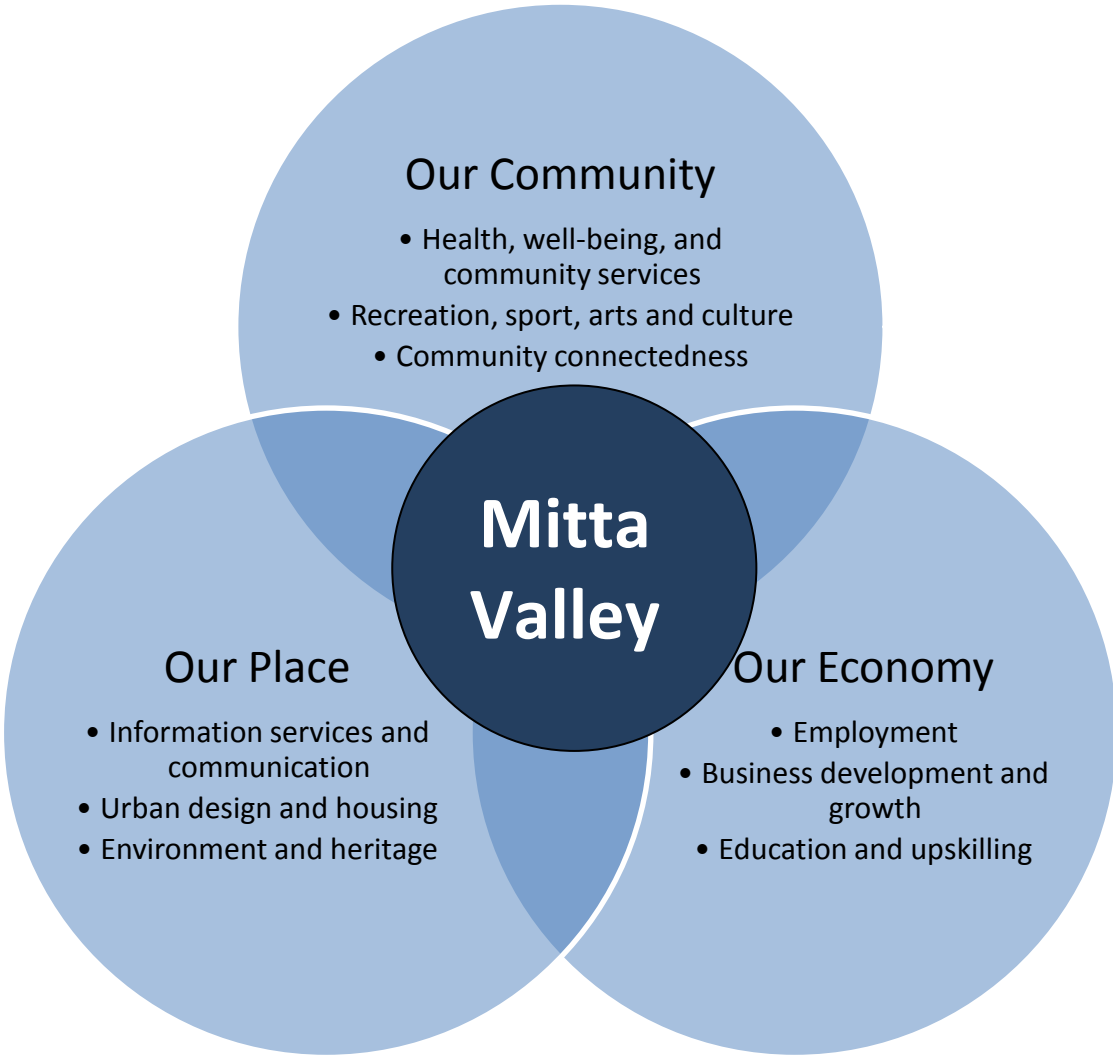 Our Community
• Health, well-being, and
community services
• Recreation, sport, arts and culture
• Community connectedness
Mitta
Valley
Our Place
• Information services and
communication
• Urban design and housing
• Environment and heritage
Our Economy
• Employment
• Business development and
growth
• Education and upskilling